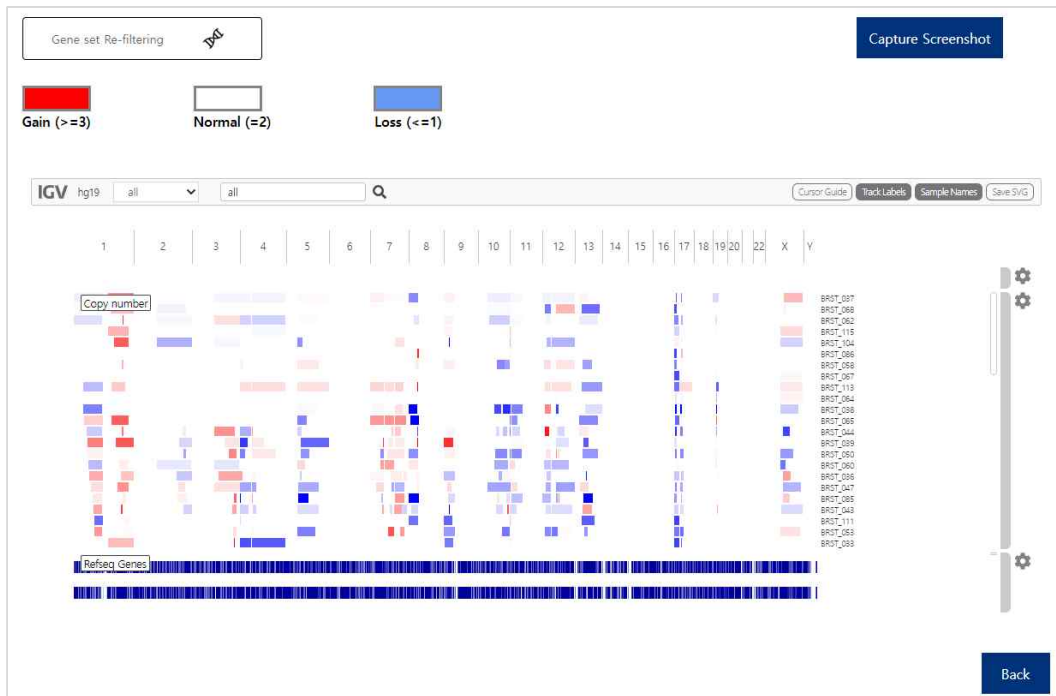 Gene set Re-filtering
Capture Screenshot
Gain (>=3) Normal (=2) Loss (<=1)
IGV hg19 all all Cursor Guide Track Labels Sample Names Save SVG
1 2 3 4 5 6 7 8 9 10 11 12 13 14 15 16 17 18 19 20 22 X Y
Copy number
BRST_037
BRST_068
BRST_062
BRST_115
BRST_104
BRST_086
BRST_058
BRST_067
BRST_113
BRST_064
BRST_038
BRST_065
BRST_044
BRST_039
BRST_050
BRST_060
BRST_036
BRST_047
BRST_085
BRST_043
BRST_111
BRST_053
BRST_033
Refseq Genes
Back